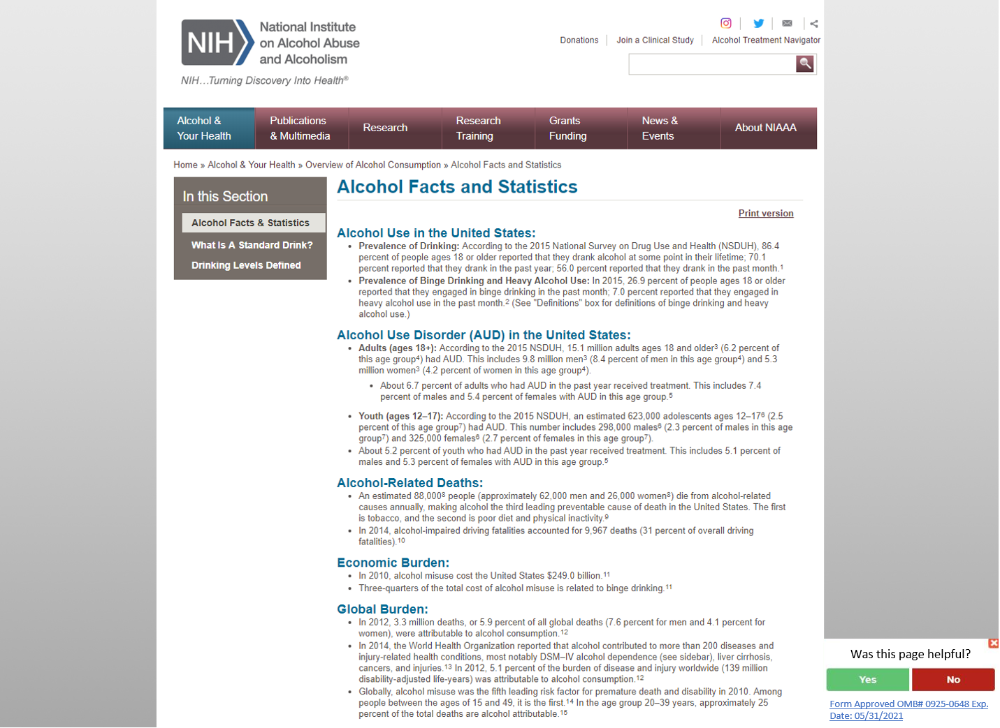 NIH
National Institute
on Alcohol Abuse
and Alcoholism
NIH…Turning Discovery Into Health®
Donations
Join a Clinical Study
Alcohol Treatment Navigator
Alcohol &
Your Health
Publications
& Multimedia
Research
Research
Training
Grants
Funding
News &
Events
About NIAAA
Home » Alcohol & Your Health » Overview of Alcohol Consumption » Alcohol Facts and Statistics
In this Section
Alcohol Facts & Statistics
What Is A Standard Drink?
Drinking Levels Defined
Alcohol Facts and Statistics
Print version
Alcohol Use in the United States:
• Prevalence of Drinking: According to the 2015 National Survey on Drug Use and Health (NSDUH), 86.4
percent of people ages 18 or older reported that they drank alcohol at some point in their lifetime; 70.1
percent reported that they drank in the past year; 56.0 percent reported that they drank in the past month.1
• Prevalence of Binge Drinking and Heavy Alcohol Use: In 2015, 26.9 percent of people ages 18 or older
reported that they engaged in binge drinking in the past month; 7.0 percent reported that they engaged in
heavy alcohol use in the past month.2 (See "Definitions" box for definitions of binge drinking and heavy
alcohol use.)
Alcohol Use Disorder (AUD) in the United States:
• Adults (ages 18+): According to the 2015 NSDUH, 15.1 million adults ages 18 and older3 (6.2 percent of
this age group4) had AUD. This includes 9.8 million men3 (8.4 percent of men in this age group4) and 5.3
million women3 (4.2 percent of women in this age group4).
• About 6.7 percent of adults who had AUD in the past year received treatment. This includes 7.4
percent of males and 5.4 percent of females with AUD in this age group.5
• Youth (ages 12–17): According to the 2015 NSDUH, an estimated 623,000 adolescents ages 12–176 (2.5
percent of this age group7) had AUD. This number includes 298,000 males6 (2.3 percent of males in this age
group7) and 325,000 females6 (2.7 percent of females in this age group7).
• About 5.2 percent of youth who had AUD in the past year received treatment. This includes 5.1 percent of
males and 5.3 percent of females with AUD in this age group.5
Alcohol-Related Deaths:
• An estimated 88,0008 people (approximately 62,000 men and 26,000 women8) die from alcohol-related
causes annually, making alcohol the third leading preventable cause of death in the United States. The first
is tobacco, and the second is poor diet and physical inactivity.9
• In 2014, alcohol-impaired driving fatalities accounted for 9,967 deaths (31 percent of overall driving
fatalities).10
Economic Burden:
• In 2010, alcohol misuse cost the United States $249.0 billion.11
• Three-quarters of the total cost of alcohol misuse is related to binge drinking.11
Global Burden:
• In 2012, 3.3 million deaths, or 5.9 percent of all global deaths (7.6 percent for men and 4.1 percent for
women), were attributable to alcohol consumption.12
• In 2014, the World Health Organization reported that alcohol contributed to more than 200 diseases and
injury-related health conditions, most notably DSM–IV alcohol dependence (see sidebar), liver cirrhosis,
cancers, and injuries.13 In 2012, 5.1 percent of the burden of disease and injury worldwide (139 million
disability-adjusted life-years) was attributable to alcohol consumption.12
• Globally, alcohol misuse was the fifth leading risk factor for premature death and disability in 2010. Among
people between the ages of 15 and 49, it is the first.14 In the age group 20–39 years, approximately 25
percent of the total deaths are alcohol attributable.15
Was this page helpful?
Yes
No
Form Approved OMB# 0925-0648 Exp.
Date: 05/31/2021